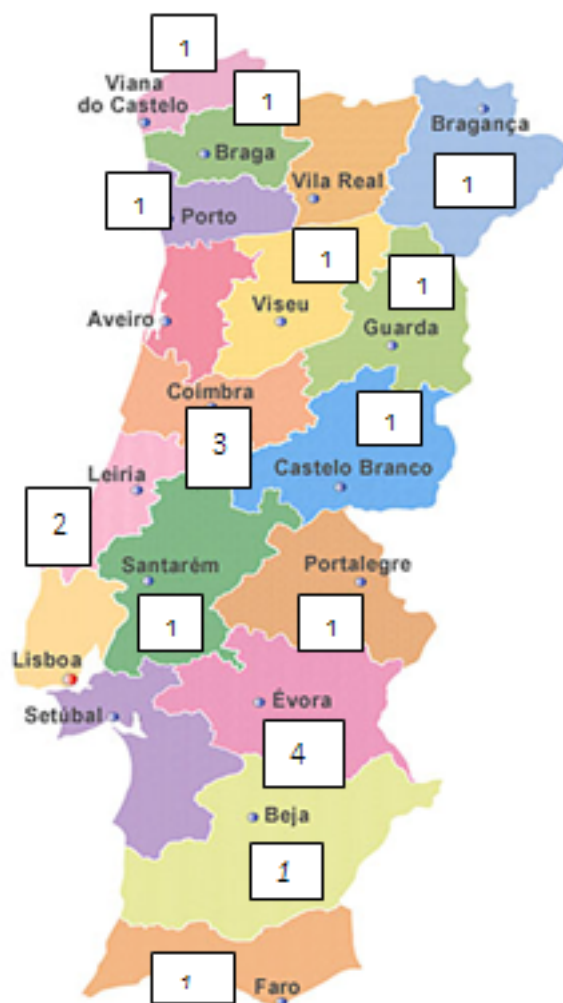 1
Viana
do Castelo
1
Bragança
Braga
Vila Real
1
1
Porto
1
1
Aveiro
Viseu
Guarda
Coimbra
1
3
Leiria
Castelo Branco
2
Santarém
Portalegre
1
1
Lisboa
Évora
Setúbal
4
Beja
1
1
Faro